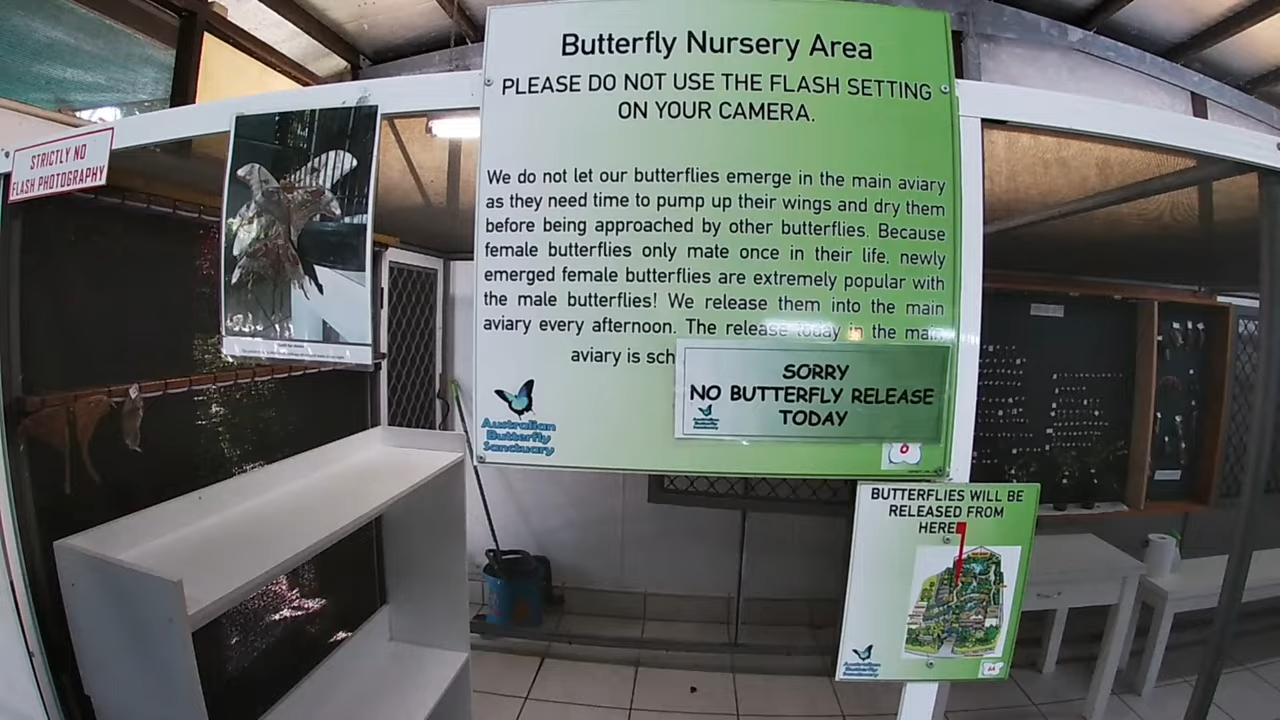 STRICTLY NO
FLASH PHOTOGRAPHY
Butterfly Nursery Area
PLEASE DO NOT USE THE FLASH SETTING
ON YOUR CAMERA.
We do not let our butterflies emerge in the main aviary
as they need time to pump up their wings and dry them
before being approached by other butterflies. Because
female butterflies only mate once in their life, newly
emerged female butterflies are extremely popular with
the male butterflies! We release them into the main
aviary every afternoon. The release today in the main
aviary is sch
SORRY
NO BUTTERFLY RELEASE
TODAY
Australian
Butterfly
Sanctuary
BUTTERFLIES WILL BE
RELEASED FROM
HERE
Australian
Butterfly
Sanctuary